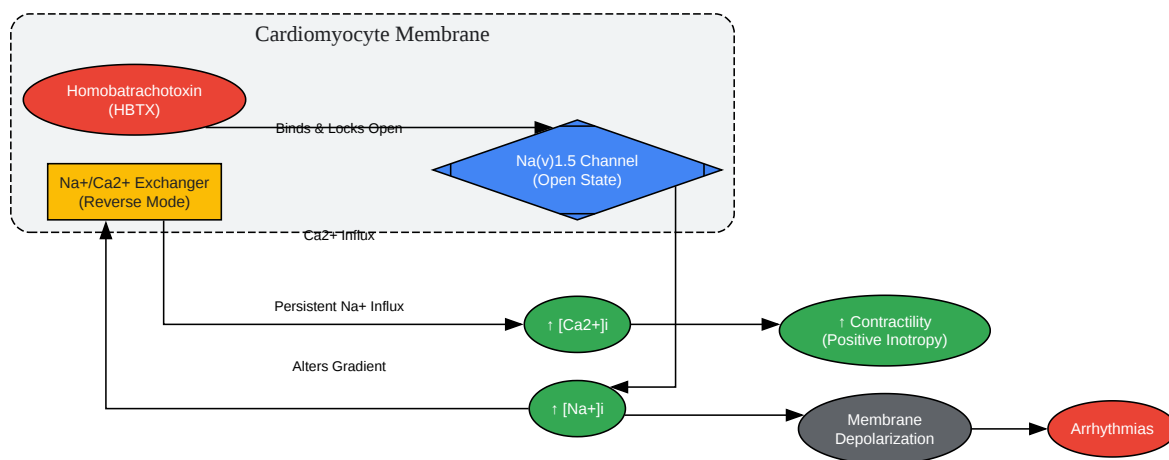 Cardiomyocyte Membrane
Homobatrachotoxin
(HBTX)
Binds & Locks Open
Na(v)1.5 Channel
(Open State)
Na+/Ca2+ Exchanger
(Reverse Mode)
Ca2+ Influx
Persistent Na+ Influx
↑ [Ca2+]i
↑ Contractility
(Positive Inotropy)
Alters Gradient
↑ [Na+]i
Membrane
Depolarization
Arrhythmias